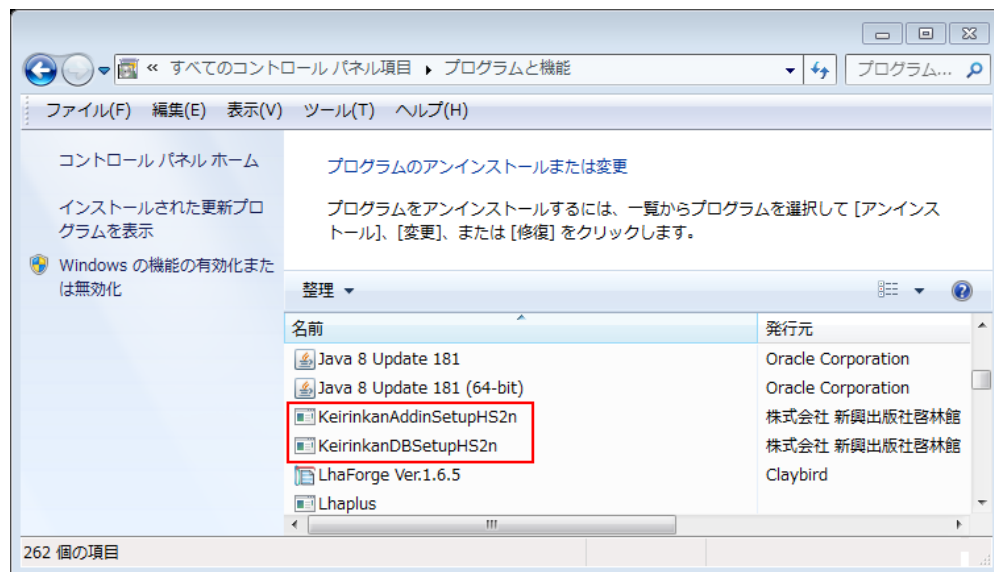 « すべてのコントロール パネル項目 ▸ プログラムと機能
プログラム...
ファイル(F) 編集(E) 表示(V) ツール(T) ヘルプ(H)
コントロール パネル ホーム
インストールされた更新プロ
グラムを表示
Windows の機能の有効化また
は無効化
プログラムのアンインストールまたは変更
プログラムをアンインストールするには、一覧からプログラムを選択して [アンインス
トール]、[変更]、または [修復] をクリックします。
整理
名前 発行元
Java 8 Update 181 Oracle Corporation
Java 8 Update 181 (64-bit) Oracle Corporation
KeirinkanAddinSetupHS2n 株式会社 新興出版社啓林館
KeirinkanDBSetupHS2n 株式会社 新興出版社啓林館
LhaForge Ver.1.6.5 Claybird
Lhaplus
262 個の項目